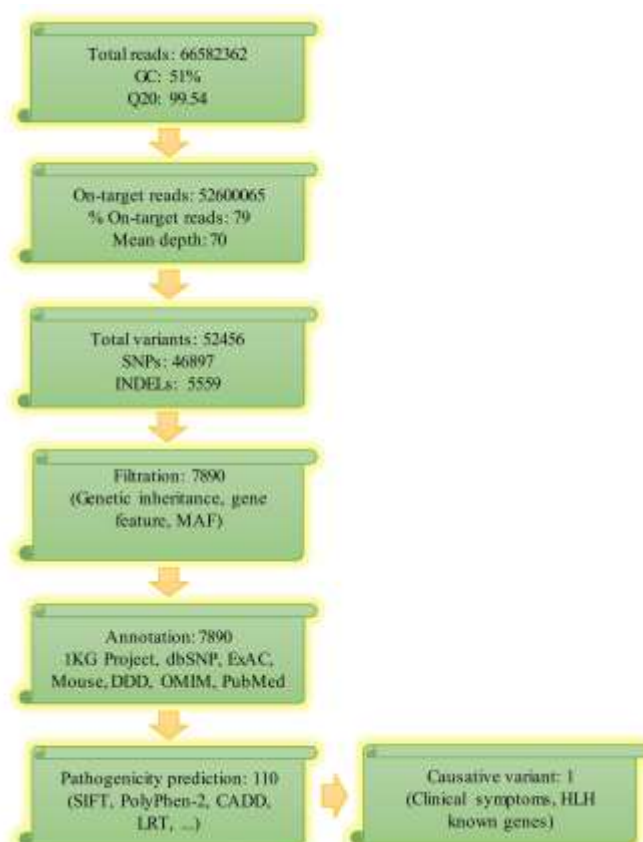 Total reads: 66582362
GC: 51%
Q20: 99.54
On-target reads: 52600065
% On-target reads: 79
Mean depth: 70
Total variants: 52456
SNPs: 46897
INDELs: 5559
Filtration: 7890
(Genetic inheritance, gene
feature, MAF)
Annotation: 7890
1KG Project, dbSNP, ExAC,
Mouse, DDD, OMIM, PubMed
Pathogenicity prediction: 110
(SIFT, PolyPhen-2, CADD,
LRT, ...)
Causative variant: 1
(Clinical symptoms, HLH
known genes)